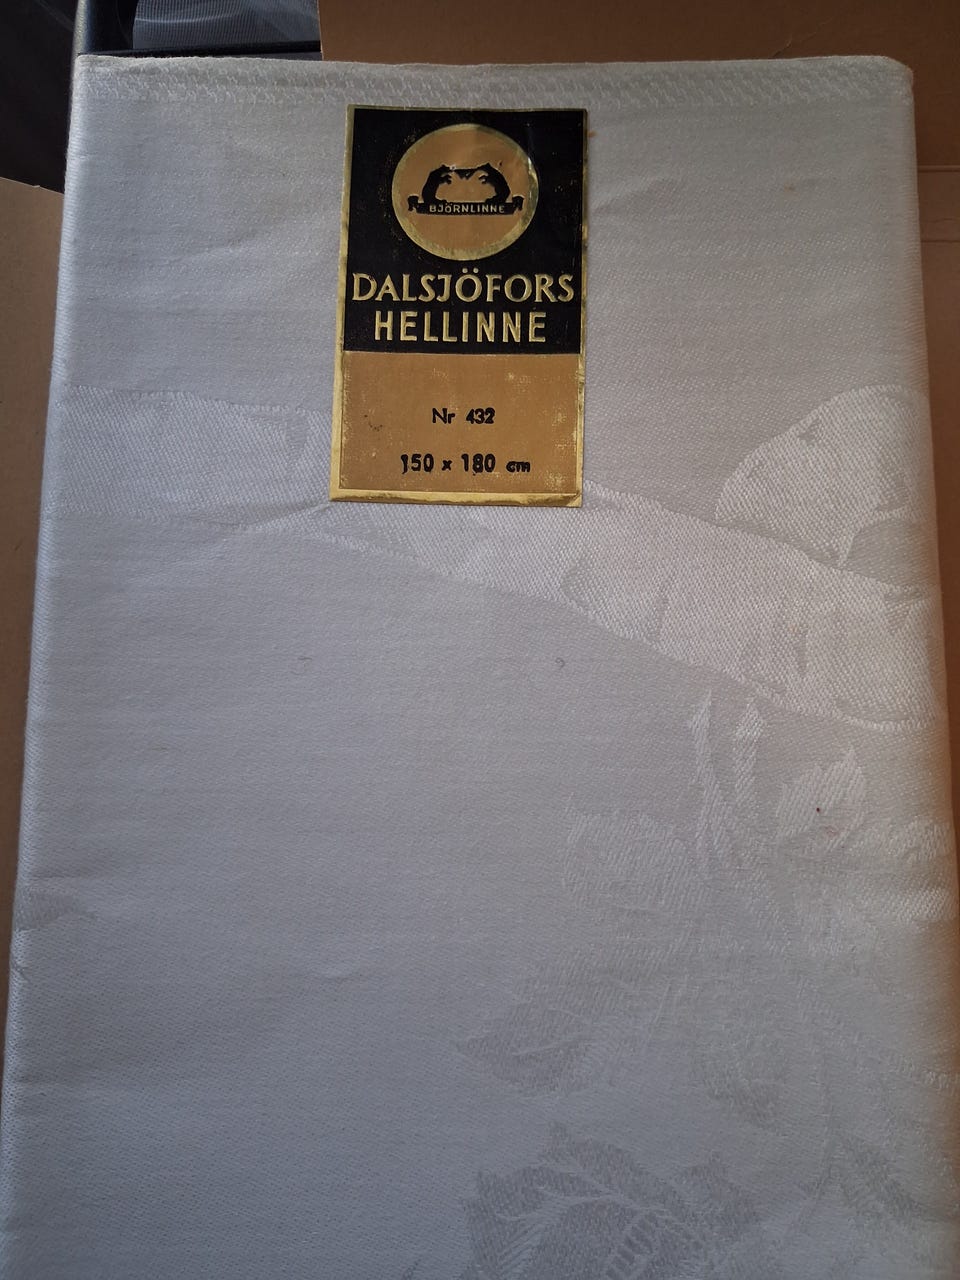 BJÖRNLINNE
DALSJÖFORS
HELLINNE
Nr 432
150 x 180 cm